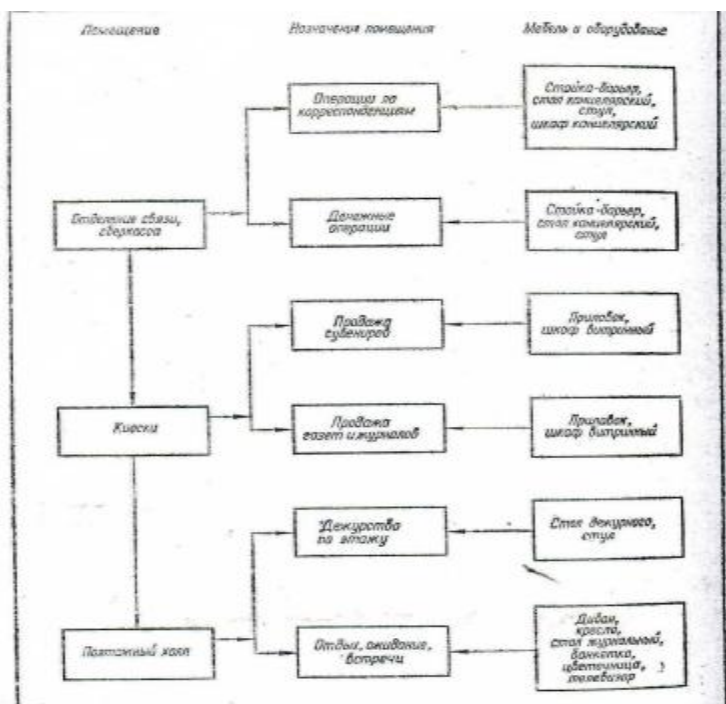 Помещение
Назначение помещения
Мебель и оборудование
Операции по
корреспонденциям
Стойка-барьер,
стол канцелярский,
стул,
шкаф канцелярский
Отделение связи,
сберкасса
Денежные
операции
Стойка-барьер,
стол канцелярский,
стул
Продажа
сувениров
Прилавок,
шкаф витринный
Киоски
Продажа
газет и журналов
Прилавок,
шкаф витринный
Дежурства
по этажу
Стол дежурного,
стул
Поэтажный холл
Отдых, ожидание,
встречи
Диван,
кресло,
стол журнальный,
банкетка,
цветочница,
телевизор